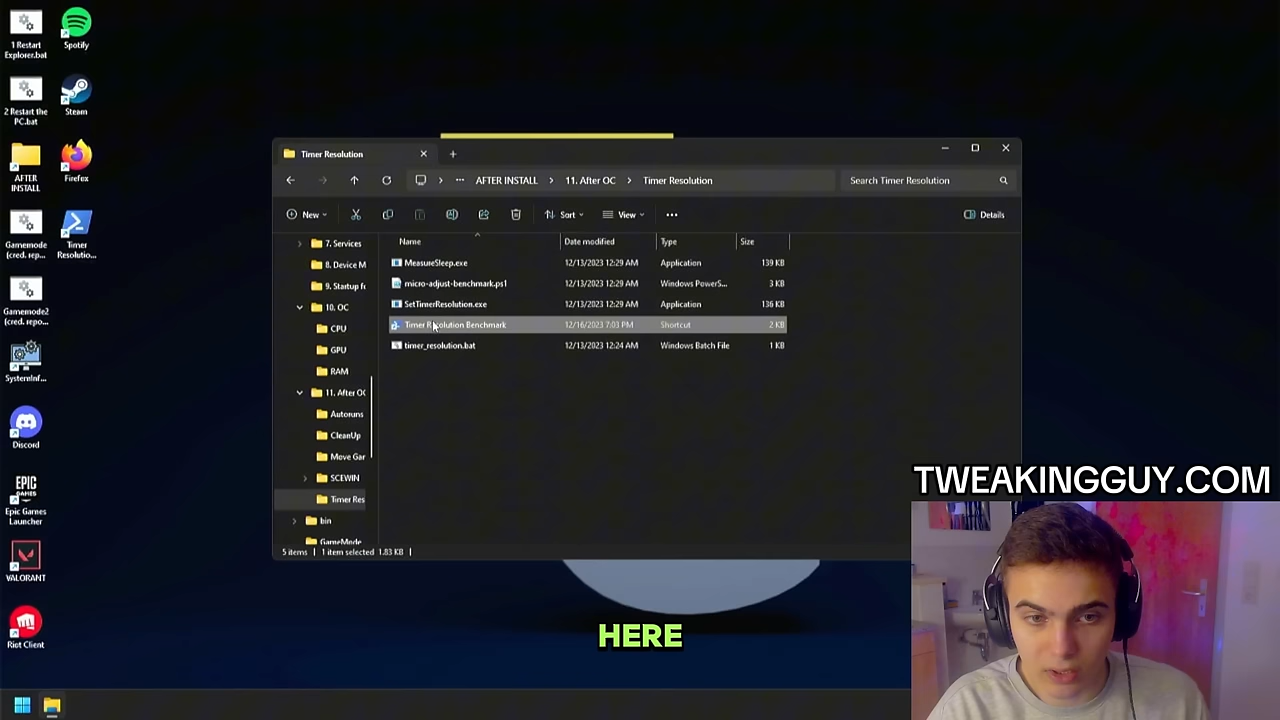 1 Restart
Explorer.bat
Spotify
2 Restart the
PC.bat
Steam
AFTER
INSTALL
Firefox
Gamemode
(cred. rep...
Timer
Resolutio...
Gamemode2
(cred. repo...
SystemInf...
Discord
EPIC
GAMES
Epic Games
Launcher
VALORANT
Riot Client
Timer Resolution
AFTER INSTALL
11. After OC
Timer Resolution
Search Timer Resolution
New
Sort
View
Details
Name
Date modified
Type
Size
7. Services
8. Device M
9. Startup f
10. OC
CPU
GPU
RAM
11. After OC
Autoruns
CleanUp
Move Gar
SCEWIN
Timer Res
bin
GameMode
MeasureSleep.exe
12/13/2023 12:29 AM
Application
139 KB
micro-adjust-benchmark.ps1
12/13/2023 12:29 AM
Windows PowerS...
3 KB
SetTimerResolution.exe
12/13/2023 12:29 AM
Application
136 KB
Timer Resolution Benchmark
12/16/2023 7:03 PM
Shortcut
2 KB
timer_resolution.bat
12/13/2023 12:24 AM
Windows Batch File
1 KB
5 items
1 item selected 1.83 KB
TWEAKINGGUY.COM
HERE